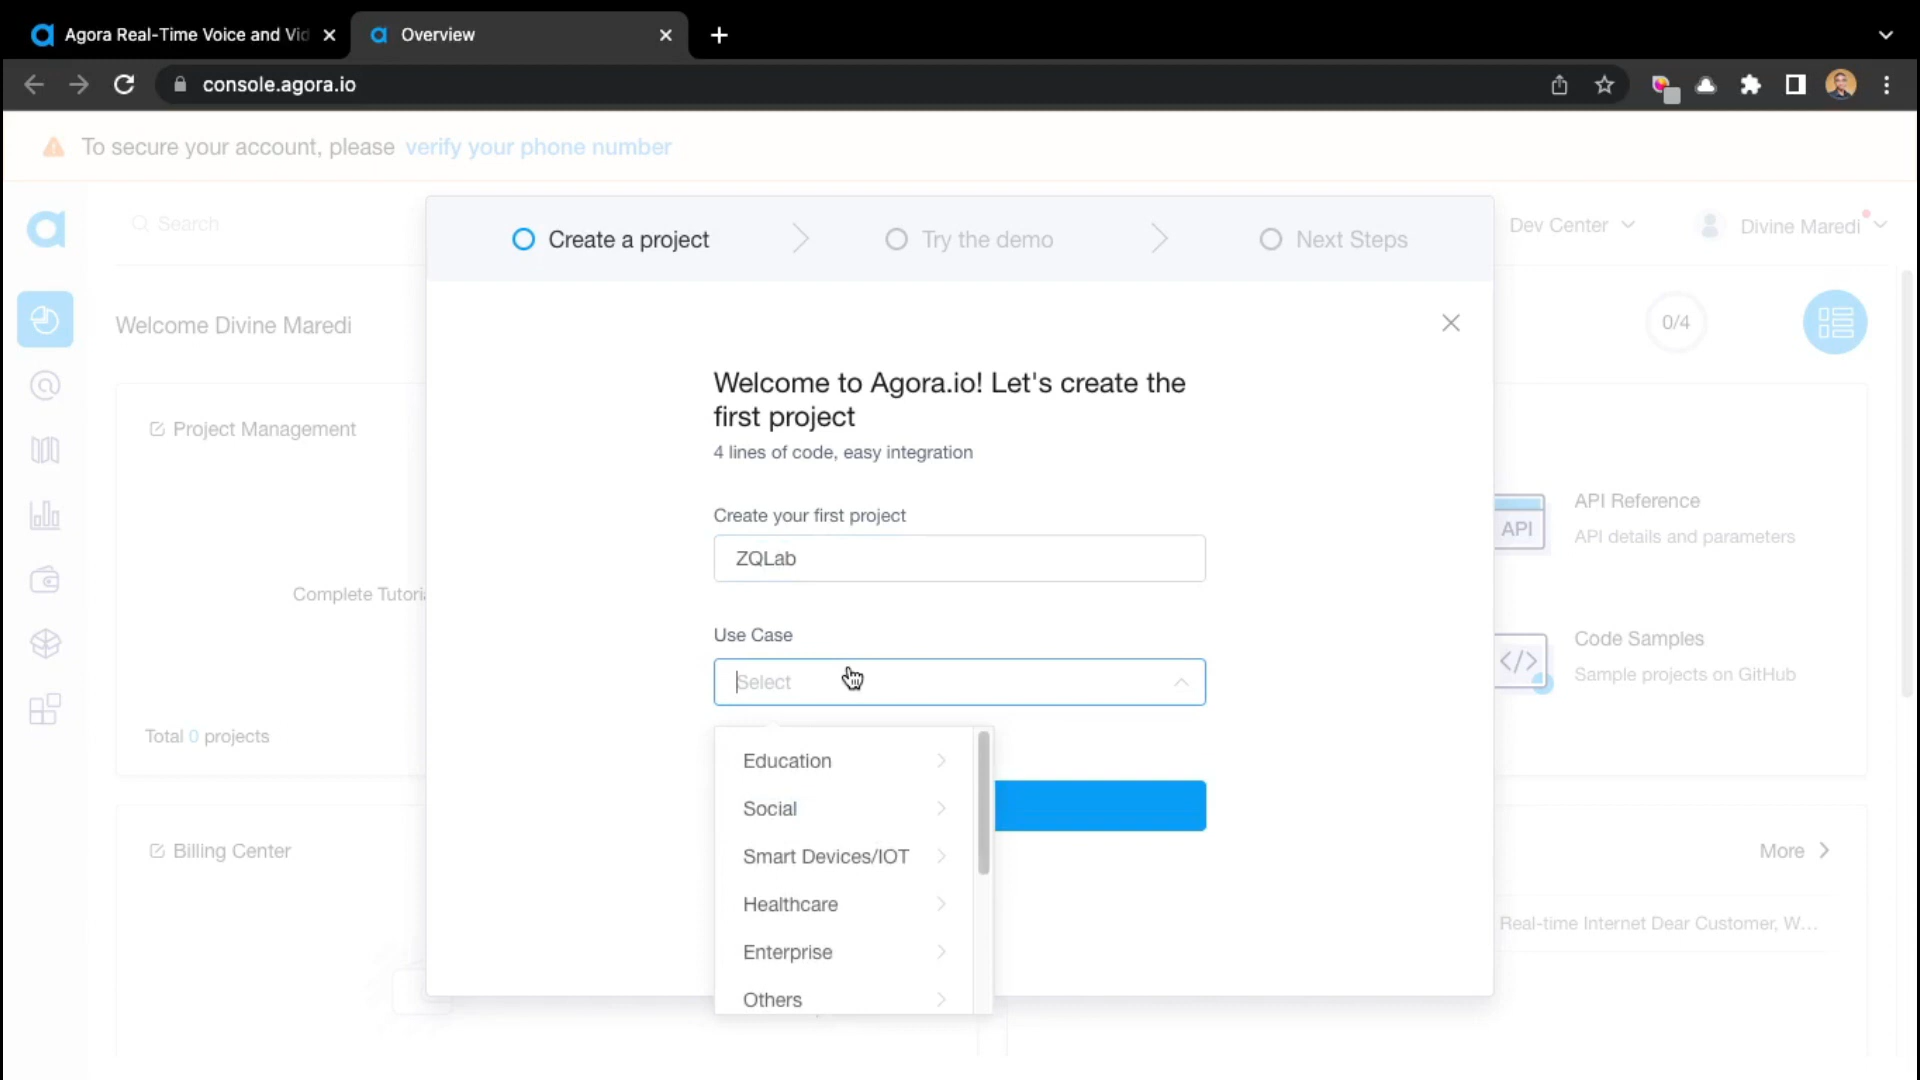 Agora Real-Time Voice and Vid
Overview
console.agora.io
To secure your account, please verify your phone number
Search
Create a project
Try the demo
Next Steps
Dev Center
Divine Maredi
Welcome Divine Maredi
0/4
Welcome to Agora.io! Let's create the
first project
4 lines of code, easy integration
Project Management
Create your first project
ZQLab
API
API Reference
API details and parameters
Complete Tutoria
Use Case
Select
</>
Code Samples
Sample projects on GitHub
Total 0 projects
Education
Social
Smart Devices/IOT
Healthcare
Enterprise
Others
Billing Center
More
Real-time Internet Dear Customer, W...